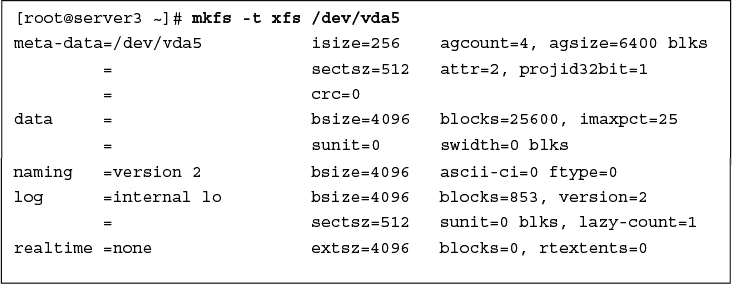 [root@server3 ~]# mkfs -t xfs /dev/vda5
meta-data=/dev/vda5 isize=256 agcount=4, agsize=6400 blks
= sectsz=512 attr=2, projid32bit=1
= crc=0
data = bsize=4096 blocks=25600, imaxpct=25
= sunit=0 swidth=0 blks
naming =version 2 bsize=4096 ascii-ci=0 ftype=0
log =internal lo bsize=4096 blocks=853, version=2
= sectsz=512 sunit=0 blks, lazy-count=1
realtime =none extsz=4096 blocks=0, rtextents=0